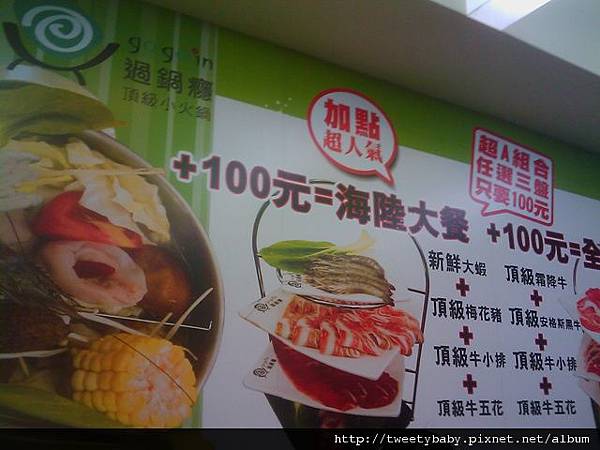 gogoin
過鍋癮
頂級小火鍋
加點
超人氣
+100元=海陸大餐
新鮮大蝦
+
頂級梅花豬
+
頂級牛小排
+
頂級牛五花
超A組合
任選三盤
只要100元
+100元=全
頂級霜降牛
+
頂級安格斯黑牛
+
頂級牛小排
+
頂級牛五花
http://tweetybaby.pixnet.net/album